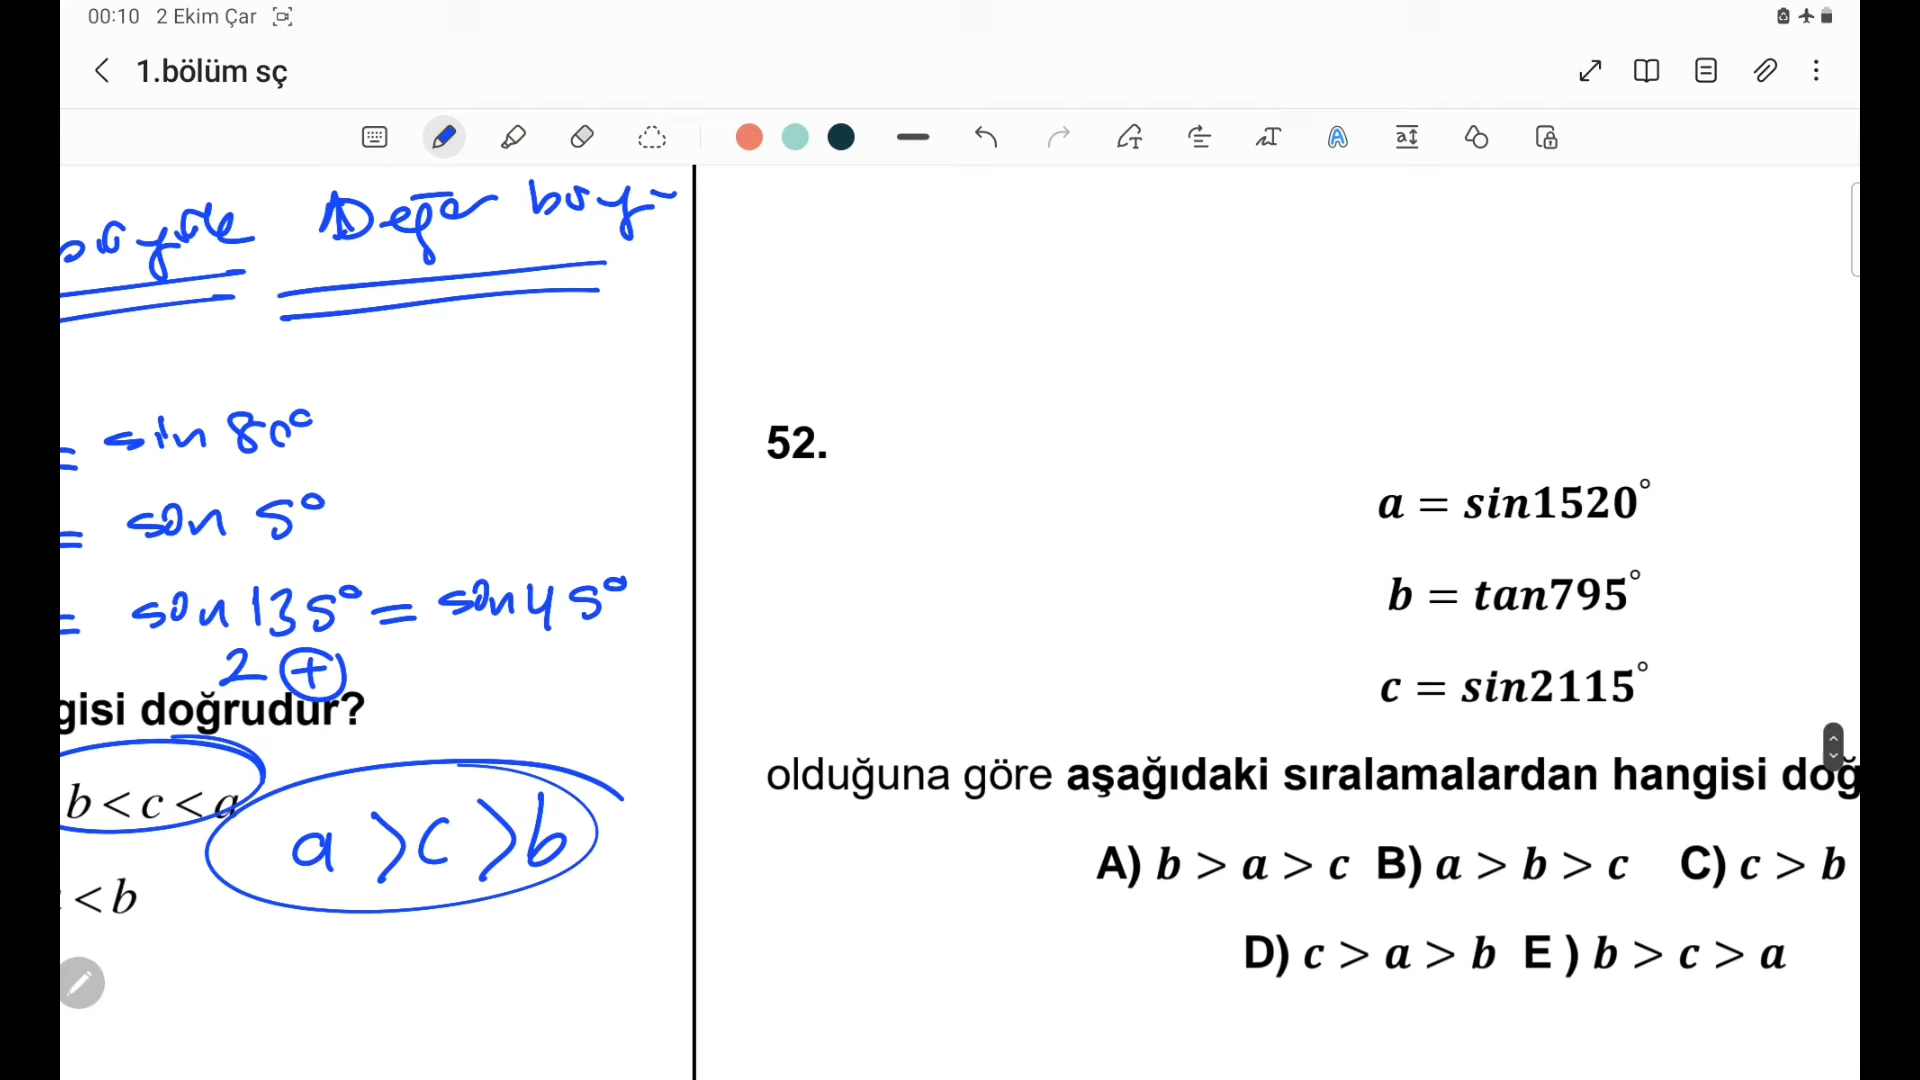 00:10 2 Ekim Çar
1.bölüm sç
Değer
= sin 80°
= sin 5°
= sin 135° = sin 45°
2 +
gisi doğrudur?
b < c < a
a > c > b
< b
52.
a = sin1520°
b = tan795°
c = sin2115°
olduğuna göre aşağıdaki sıralamalardan hangisi doğ
A) b > a > c B) a > b > c C) c > b
D) c > a > b E ) b > c > a